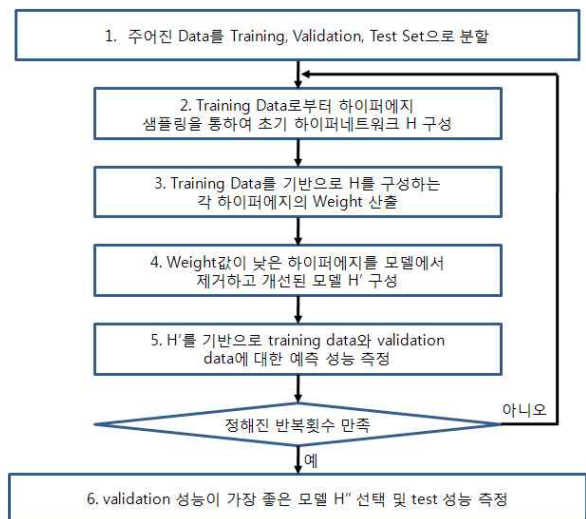 1. 주어진 Data를 Training, Validation, Test Set으로 분할
2. Training Data로부터 하이퍼에지
샘플링을 통하여 초기 하이퍼네트워크 H 구성
3. Training Data를 기반으로 H를 구성하는
각 하이퍼에지의 Weight 산출
4. Weight값이 낮은 하이퍼에지를 모델에서
제거하고 개선된 모델 H' 구성
5. H'를 기반으로 training data와 validation
data에 대한 예측 성능 측정
아니오
정해진 반복횟수 만족
예
6. validation 성능이 가장 좋은 모델 H" 선택 및 test 성능 측정